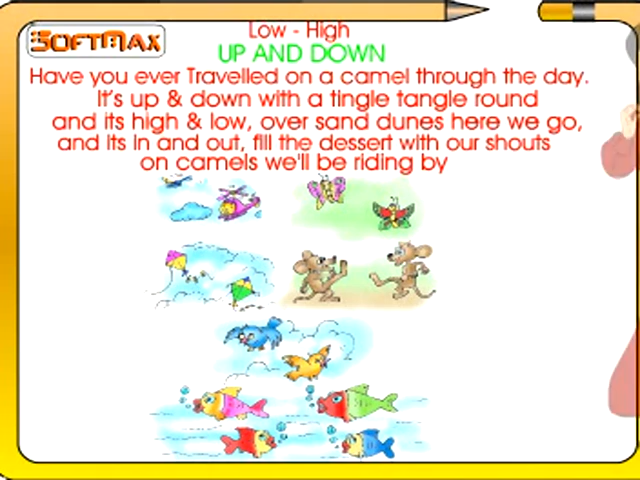 SOFTMAX
Low - High
UP AND DOWN
Have you ever Travelled on a camel through the day.
It's up & down with a tingle tangle round
and its high & low, over sand dunes here we go,
and its in and out, fill the dessert with our shouts
on camels we'll be riding by